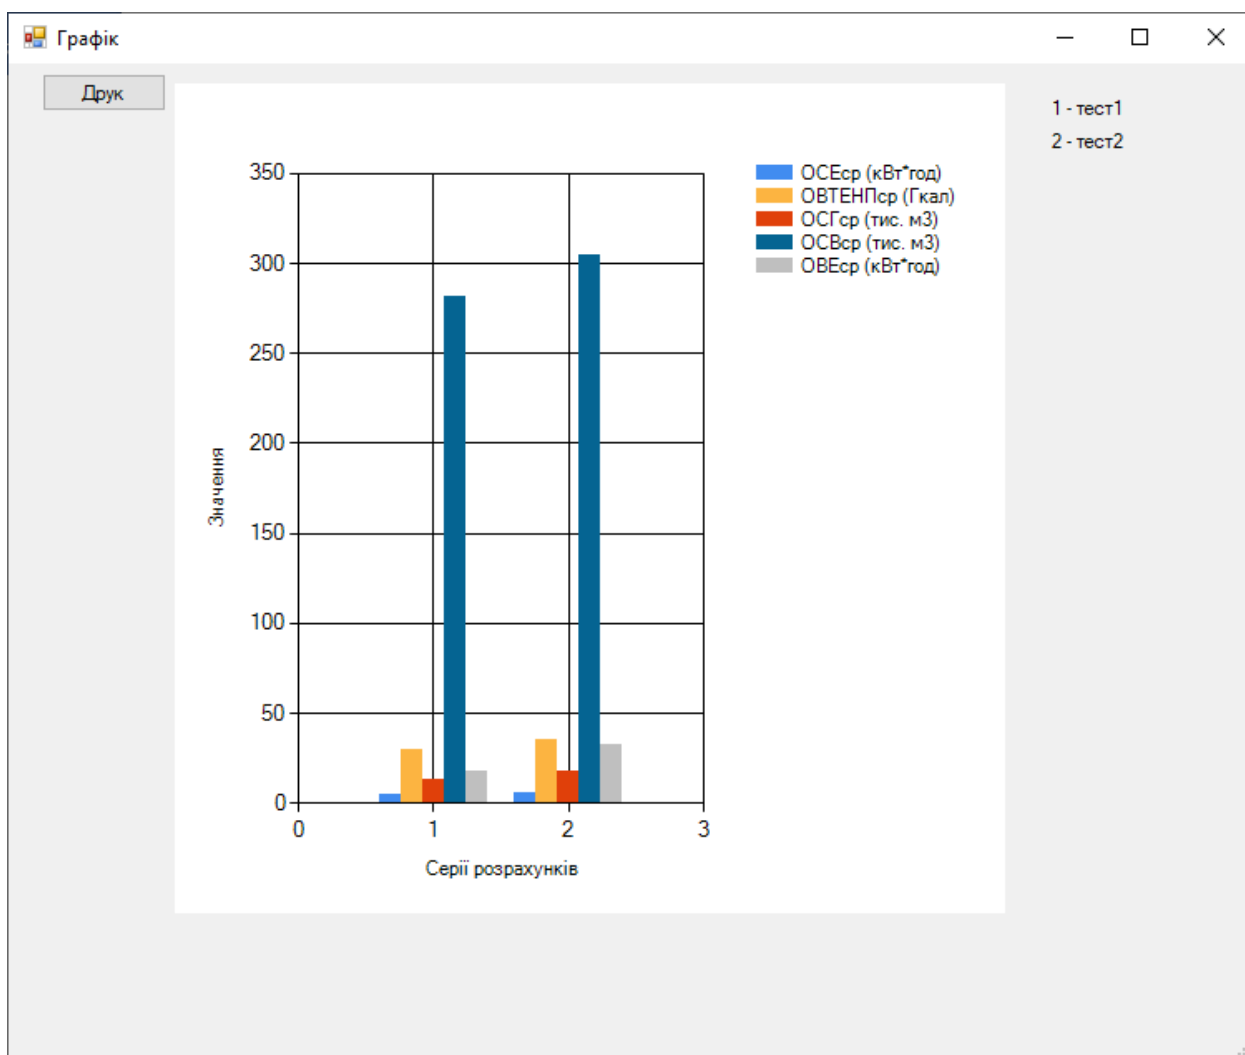 Графік
Друк
1 - тест1
2 - тест2
ОСЕср (кВт*год)
ОВТЕНПср (Гкал)
ОСГср (тис. м3)
ОСВср (тис. м3)
ОВЕср (кВт*год)
350
300
250
200
150
100
50
0
Значення
0 1 2 3
Серії розрахунків